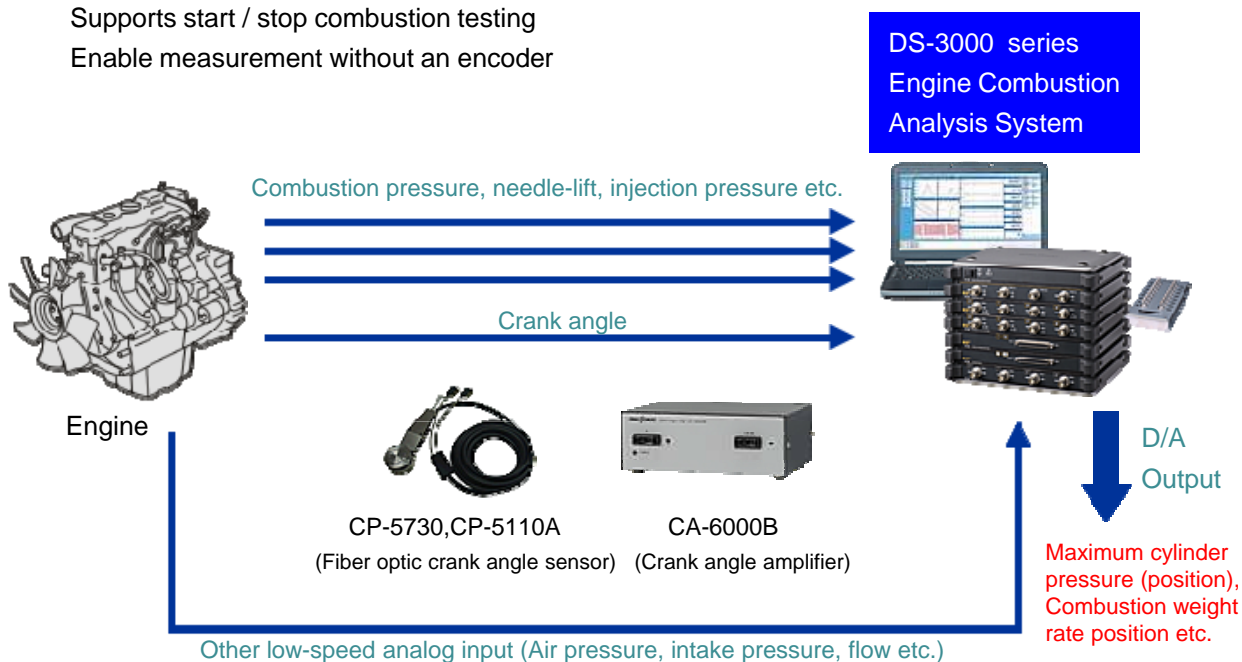 Supports start / stop combustion testing
Enable measurement without an encoder
DS-3000 series
Engine Combustion
Analysis System
Combustion pressure, needle-lift, injection pressure etc.
Crank angle
Engine
CP-5730,CP-5110A
(Fiber optic crank angle sensor)
CA-6000B
(Crank angle amplifier)
D/A
Output
Maximum cylinder
pressure (position),
Combustion weight
rate position etc.
Other low-speed analog input (Air pressure, intake pressure, flow etc.)